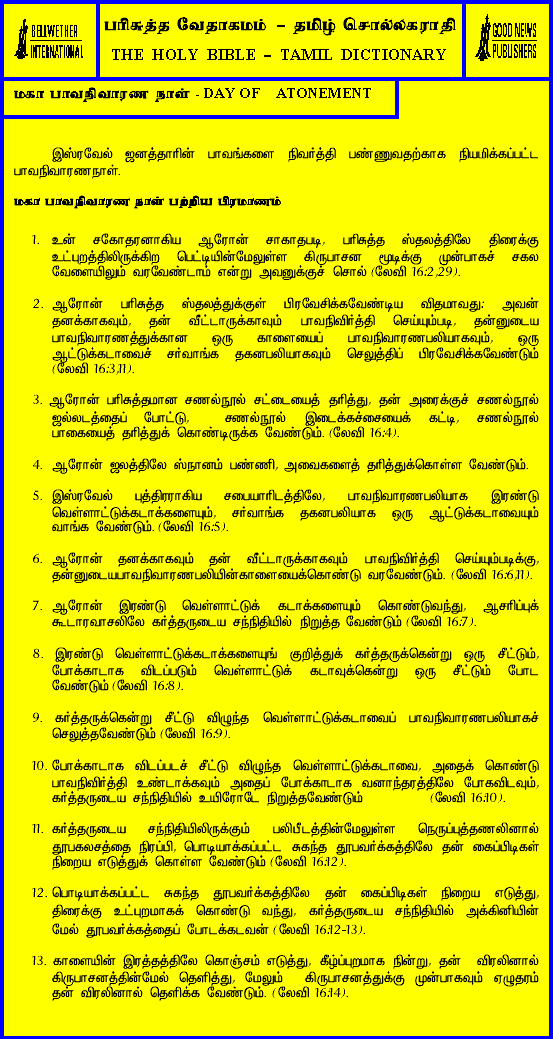 BELLWETHER INTERNATIONAL
பரிசுத்த வேதாகமம் – தமிழ் சொல்லகராதி
THE HOLY BIBLE – TAMIL DICTIONARY
GOOD NEWS PUBLISHERS
மகா பாவநிவாரண நாள் - DAY OF ATONEMENT
இஸ்ரவேல் ஜனத்தாரின் பாவங்களை நிவர்த்தி பண்ணுவதற்காக நியமிக்கப்பட்ட
பாவநிவாரணநாள்.
மகா பாவநிவாரண நாள் பற்றிய பிரமாணம்
1. உன் சகோதரனாகிய ஆரோன் சாகாதபடி, பரிசுத்த ஸ்தலத்திலே திரைக்கு
உட்புறத்திலிருக்கிற பெட்டியின்மேலுள்ள கிருபாசன மூடிக்கு முன்பாகச் சகல
வேளையிலும் வரவேண்டாம் என்று அவனுக்குச் சொல் (லேவி 16:2,29).
2. ஆரோன் பரிசுத்த ஸ்தலத்துக்குள் பிரவேசிக்கவேண்டிய விதமாவது: அவன்
தனக்காகவும், தன் வீட்டாருக்காவும் பாவநிவிர்த்தி செய்யும்படி, தன்னுடைய
பாவநிவாரணத்துக்கான ஒரு காளையைப் பாவநிவாரணபலியாகவும், ஒரு
ஆட்டுக்கடாவைச் சர்வாங்க தகனபலியாகவும் செலுத்திப் பிரவேசிக்கவேண்டும்
(லேவி 16:3,11).
3. ஆரோன் பரிசுத்தமான சணல்நூல் சட்டையைத் தரித்து, தன் அரைக்குச் சணல்நூல்
ஜல்லடத்தைப் போட்டு, சணல்நூல் இடைக்கச்சையைக் கட்டி, சணல்நூல்
பாகையைத் தரித்துக் கொண்டிருக்க வேண்டும். (லேவி 16:4).
4. ஆரோன் ஜலத்திலே ஸ்நானம் பண்ணி, அவைகளைத் தரித்துக்கொள்ள வேண்டும்.
5. இஸ்ரவேல் புத்திரராகிய சபையாரிடத்திலே, பாவநிவாரணபலியாக இரண்டு
வெள்ளாட்டுக்கடாக்களையும், சர்வாங்க தகனபலியாக ஒரு ஆட்டுக்கடாவையும்
வாங்க வேண்டும். (லேவி 16:5).
6. ஆரோன் தனக்காகவும் தன் வீட்டாருக்காகவும் பாவநிவிர்த்தி செய்யும்படிக்கு,
தன்னுடையபாவநிவாரணபலியின்காளையைக்கொண்டு வரவேண்டும். (லேவி 16:6,11).
7. ஆரோன் இரண்டு வெள்ளாட்டுக் கடாக்களையும் கொண்டுவந்து, ஆசரிப்புக்
கூடாரவாசலிலே கர்த்தருடைய சந்நிதியில் நிறுத்த வேண்டும் (லேவி 16:7).
8. இரண்டு வெள்ளாட்டுக்கடாக்களையுங் குறித்துக் கர்த்தருக்கென்று ஒரு சீட்டும்,
போக்காடாக விடப்படும் வெள்ளாட்டுக் கடாவுக்கென்று ஒரு சீட்டும் போட
வேண்டும் (லேவி 16:8).
9. கர்த்தருக்கென்று சீட்டு விழுந்த வெள்ளாட்டுக்கடாவைப் பாவநிவாரணபலியாகச்
செலுத்தவேண்டும் (லேவி 16:9).
10. போக்காடாக விடப்படச் சீட்டு விழுந்த வெள்ளாட்டுக்கடாவை, அதைக் கொண்டு
பாவநிவிர்த்தி உண்டாக்கவும் அதைப் போக்காடாக வனாந்தரத்திலே போகவிடவும்,
கர்த்தருடைய சந்நிதியில் உயிரோடே நிறுத்தவேண்டும் (லேவி 16:10).
11. கர்த்தருடைய சந்நிதியிலிருக்கும் பலிபீடத்தின்மேலுள்ள நெருப்புத்தணலினால்
தூபகலசத்தை நிரப்பி, பொடியாக்கப்பட்ட சுகந்த தூபவர்க்கத்திலே தன் கைப்பிடிகள்
நிறைய எடுத்துக் கொள்ள வேண்டும் (லேவி 16:12).
12. பொடியாக்கப்பட்ட சுகந்த தூபவர்க்கத்திலே தன் கைப்பிடிகள் நிறைய எடுத்து,
திரைக்கு உட்புறமாகக் கொண்டு வந்து, கர்த்தருடைய சந்நிதியில் அக்கினியின்
மேல் தூபவர்க்கத்தைப் போடக்கடவன் (லேவி 16:12-13).
13. காளையின் இரத்தத்திலே கொஞ்சம் எடுத்து, கீழ்ப்புறமாக நின்று, தன் விரலினால்
கிருபாசனத்தின்மேல் தெளித்து, மேலும் கிருபாசனத்துக்கு முன்பாகவும் ஏழுதரம்
தன் விரலினால் தெளிக்க வேண்டும். (லேவி 16:14).